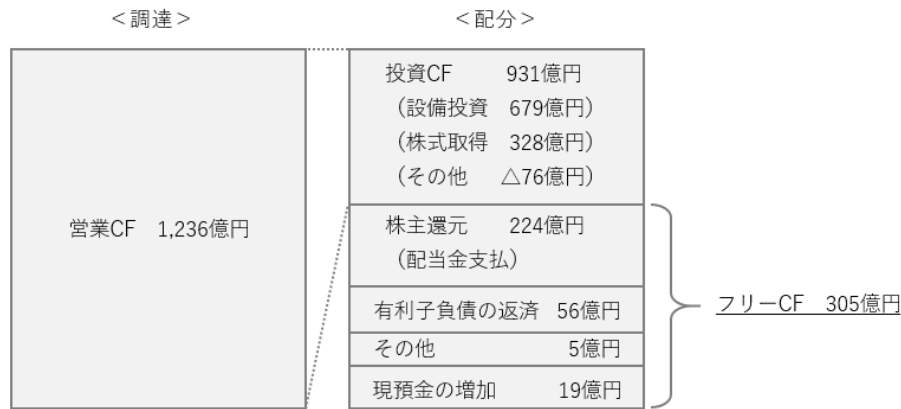 ＜調達＞
＜配分＞
営業CF 1,236億円
投資CF 931億円
（設備投資 679億円）
（株式取得 328億円）
（その他 △76億円）
株主還元 224億円
（配当金支払）
有利子負債の返済 56億円
その他 5億円
現預金の増加 19億円
フリーCF 305億円